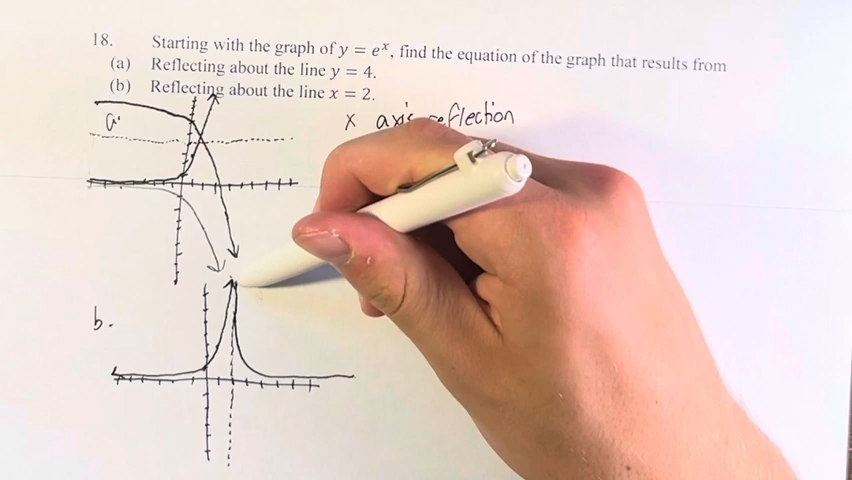 18. Starting with the graph of y = eˣ, find the equation of the graph that results from
(a) Reflecting about the line y = 4.
(b) Reflecting about the line x = 2.
a.
x axis reflection
b.